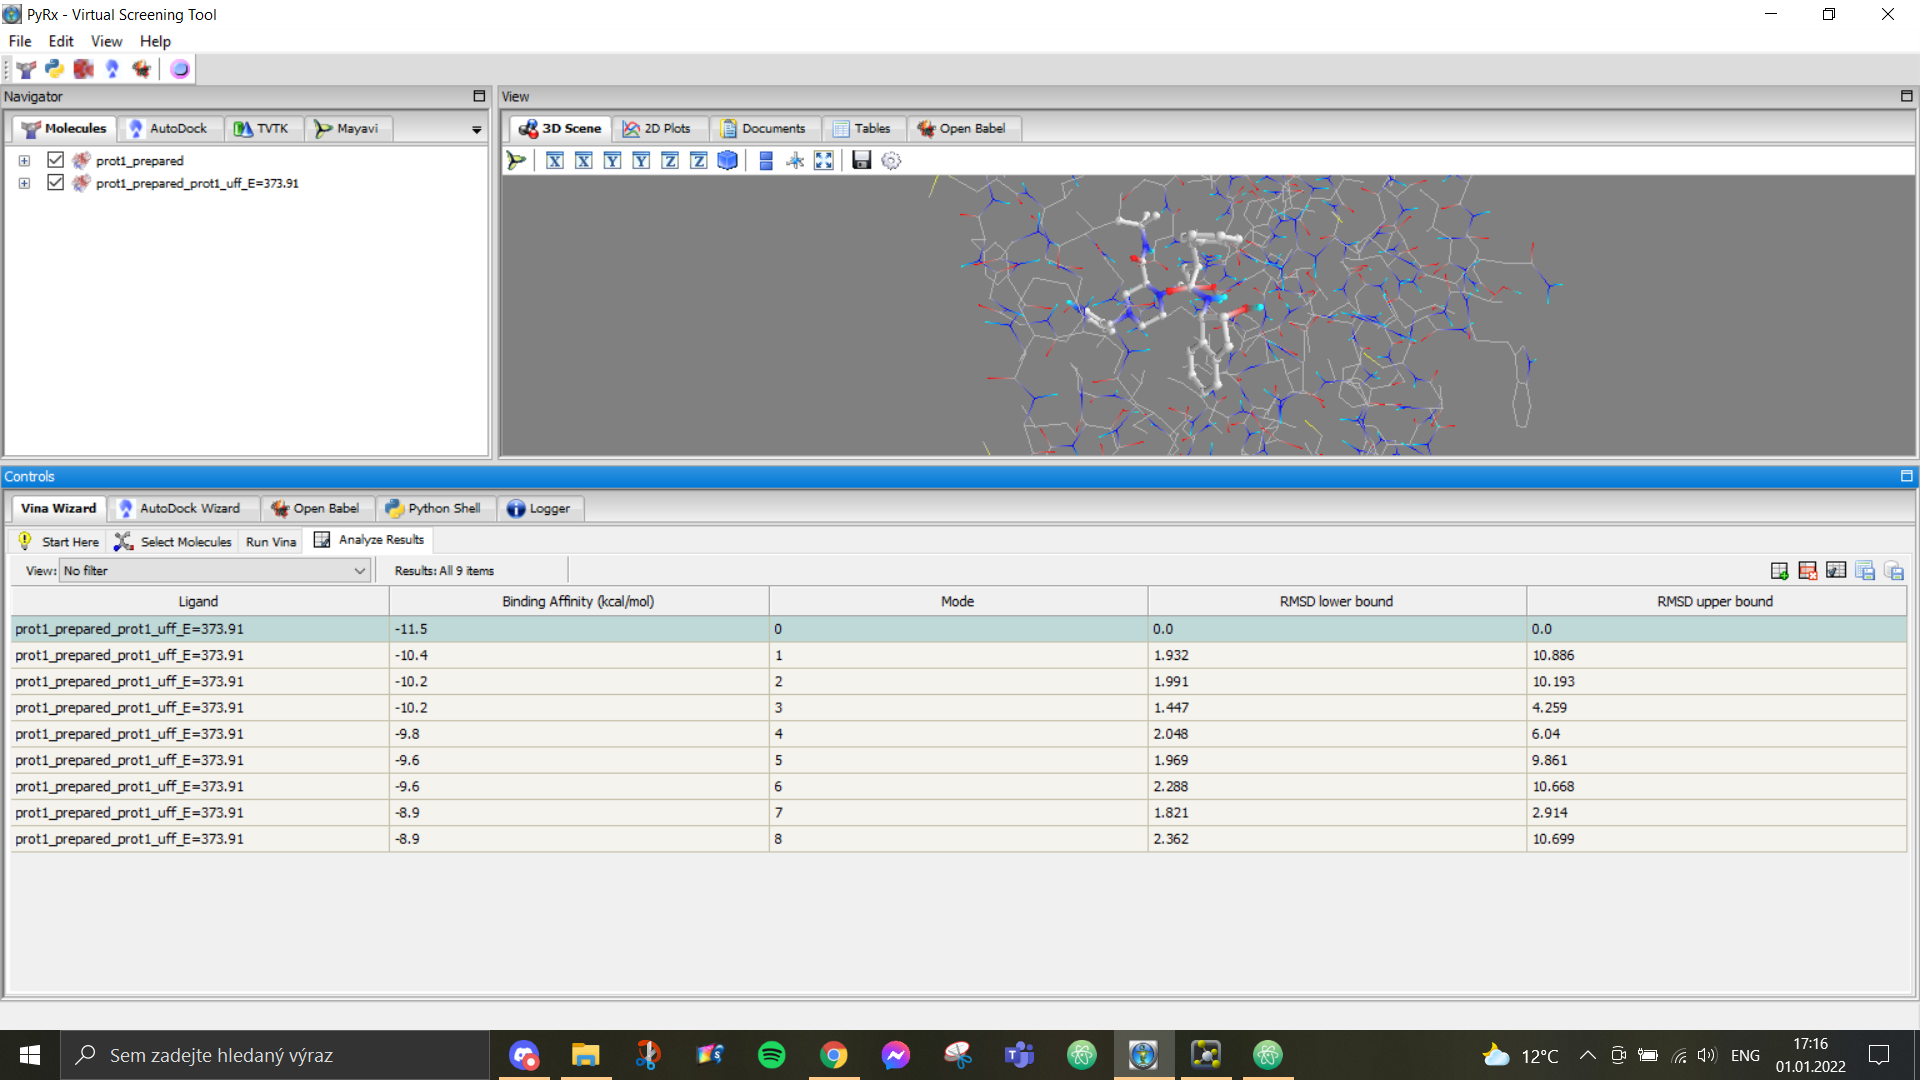 PyRx - Virtual Screening Tool
File Edit View Help
Navigator
Molecules AutoDock TVTK Mayavi
prot1_prepared
prot1_prepared_prot1_uff_E=373.91
View
3D Scene 2D Plots Documents Tables Open Babel
X X Y Y Z Z
Controls
Vina Wizard AutoDock Wizard Open Babel Python Shell Logger
Start Here Select Molecules Run Vina Analyze Results
View: No filter Results: All 9 items
Ligand Binding Affinity (kcal/mol) Mode RMSD lower bound RMSD upper bound
prot1_prepared_prot1_uff_E=373.91 -11.5 0 0.0 0.0
prot1_prepared_prot1_uff_E=373.91 -10.4 1 1.932 10.886
prot1_prepared_prot1_uff_E=373.91 -10.2 2 1.991 10.193
prot1_prepared_prot1_uff_E=373.91 -10.2 3 1.447 4.259
prot1_prepared_prot1_uff_E=373.91 -9.8 4 2.048 6.04
prot1_prepared_prot1_uff_E=373.91 -9.6 5 1.969 9.861
prot1_prepared_prot1_uff_E=373.91 -9.6 6 2.288 10.668
prot1_prepared_prot1_uff_E=373.91 -8.9 7 1.821 2.914
prot1_prepared_prot1_uff_E=373.91 -8.9 8 2.362 10.699
Sem zadejte hledaný výraz
12°C
ENG
17:16
01.01.2022